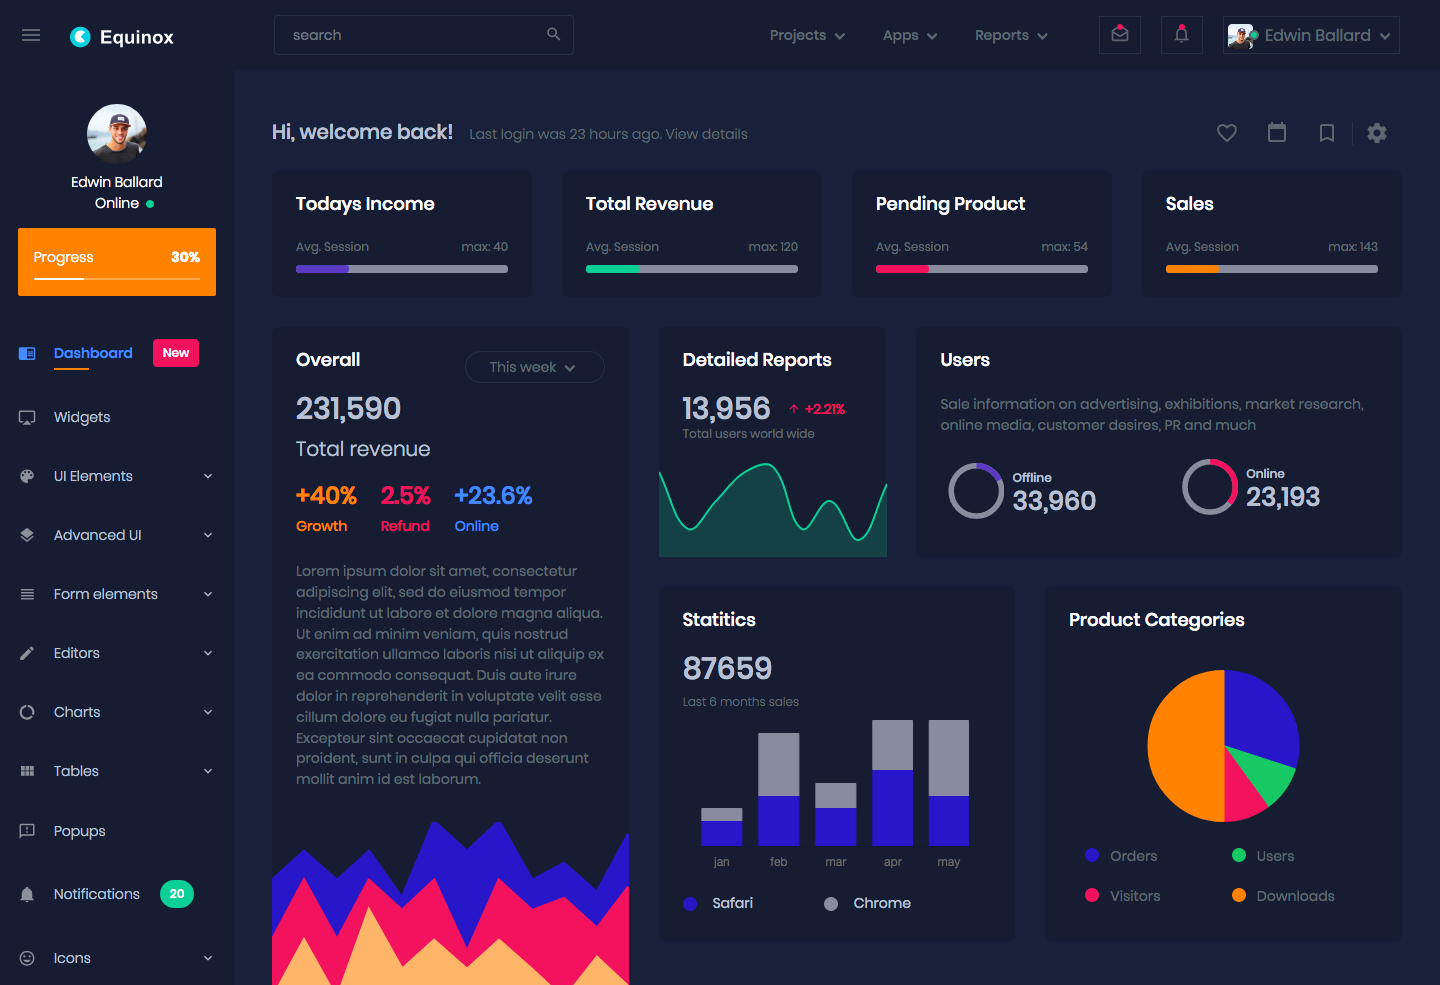 Equinox
search
Projects
Apps
Reports
Edwin Ballard
Edwin Ballard
Online
Progress 30%
Dashboard New
Widgets
UI Elements
Advanced UI
Form elements
Editors
Charts
Tables
Popups
Notifications 20
Icons
Hi, welcome back! Last login was 23 hours ago. View details
Todays Income
Avg. Session max: 40
Total Revenue
Avg. Session max: 120
Pending Product
Avg. Session max: 54
Sales
Avg. Session max: 143
Overall
This week
231,590
Total revenue
+40% 2.5% +23.6%
Growth Refund Online
Lorem ipsum dolor sit amet, consectetur
adipiscing elit, sed do eiusmod tempor
incididunt ut labore et dolore magna aliqua.
Ut enim ad minim veniam, quis nostrud
exercitation ullamco laboris nisi ut aliquip ex
ea commodo consequat. Duis aute irure
dolor in reprehenderit in voluptate velit esse
cillum dolore eu fugiat nulla pariatur.
Excepteur sint occaecat cupidatat non
proident, sunt in culpa qui officia deserunt
mollit anim id est laborum.
Detailed Reports
13,956 +2.21%
Total users world wide
Users
Sale information on advertising, exhibitions, market research,
online media, customer desires, PR and much
Offline
33,960
Online
23,193
Statitics
87659
Last 6 months sales
jan feb mar apr may
Safari Chrome
Product Categories
Orders Users
Visitors Downloads